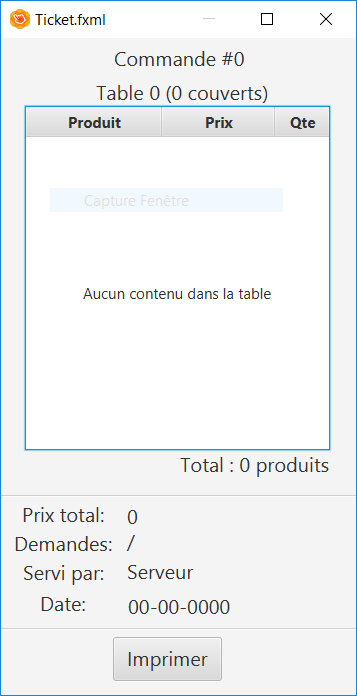 Ticket.fxml
Commande #0
Table 0 (0 couverts)
Produit Prix Qte
Capture Fenêtre
Aucun contenu dans la table
Total : 0 produits
Prix total: 0
Demandes: /
Servi par: Serveur
Date: 00-00-0000
Imprimer